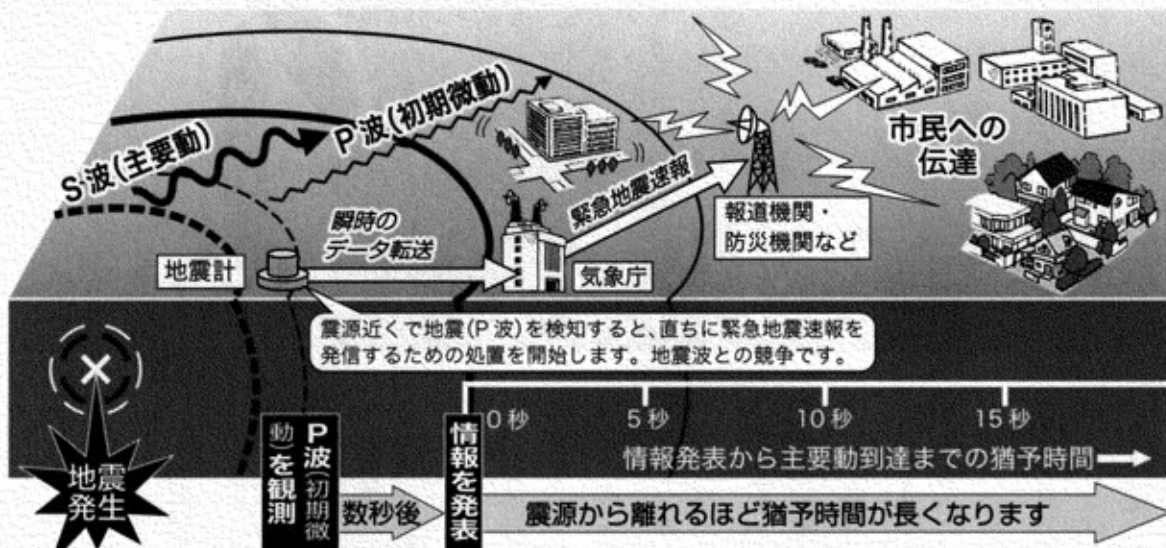 S波(主要動)
P波(初期微動)
市民への
伝達
緊急地震速報
報道機関・
防災機関など
瞬時の
データ転送
地震計
気象庁
震源近くで地震(P波)を検知すると、直ちに緊急地震速報を
発信するための処置を開始します。地震波との競争です。
0秒
5秒
10秒
15秒
情報発表から主要動到達までの猶予時間
地震
発生
P波(初期微
動)を観測
数秒後
情報を発表
震源から離れるほど猶予時間が長くなります